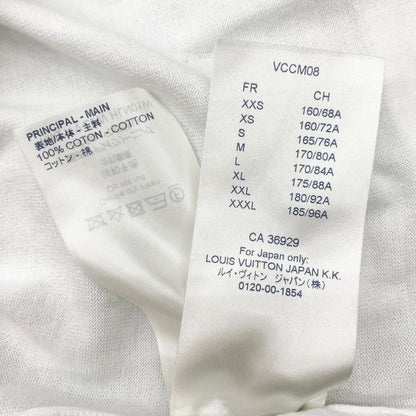 PRINCIPAL - MAIN
表地/本体 - 主料
100% COTON - COTTON
コットン - 棉
VCCM08
FR CH
XXS 160/68A
XS 160/72A
S 165/76A
M 170/80A
L 170/84A
XL 175/88A
XXL 180/92A
XXXL 185/96A
CA 36929
For Japan only:
LOUIS VUITTON JAPAN K.K.
ルイ・ヴィトン ジャパン(株)
0120-00-1854